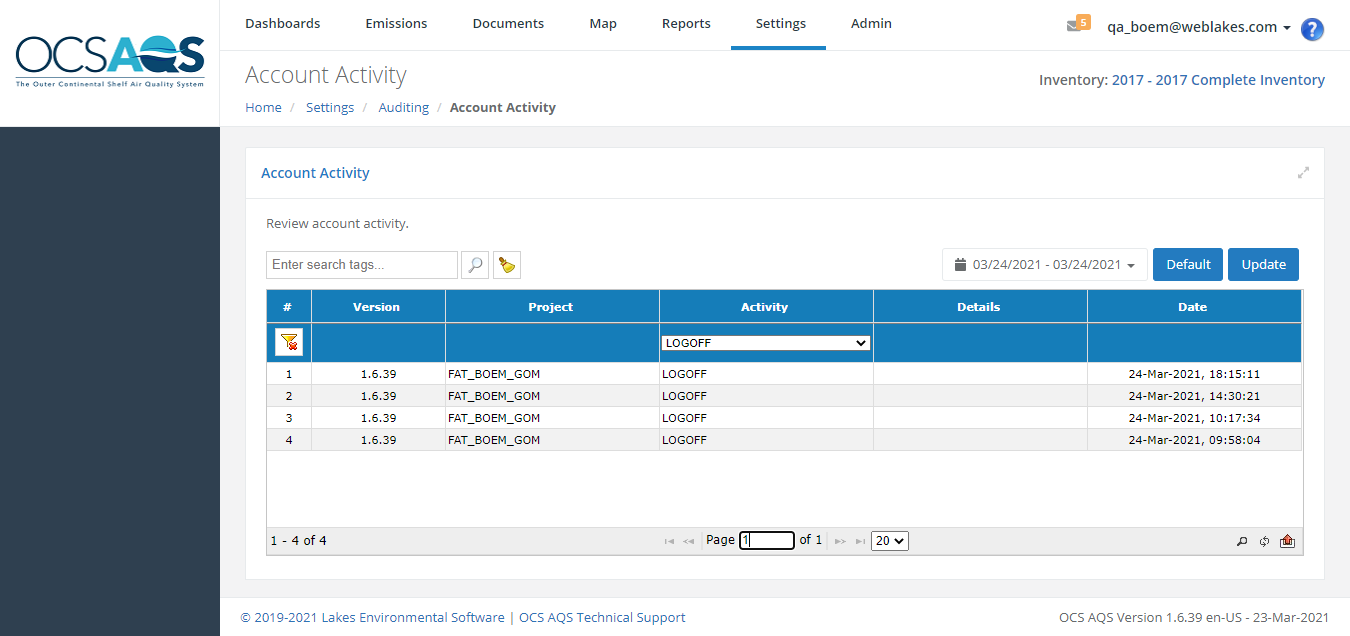 OCSAQS
The Outer Continental Shelf Air Quality System
Dashboards Emissions Documents Map Reports Settings Admin
5 qa_boem@weblakes.com ?
Account Activity
Inventory: 2017 - 2017 Complete Inventory
Home / Settings / Auditing / Account Activity
Account Activity
Review account activity.
Enter search tags... 03/24/2021 - 03/24/2021 Default Update
# Version Project Activity Details Date
LOGOFF
1 1.6.39 FAT_BOEM_GOM LOGOFF 24-Mar-2021, 18:15:11
2 1.6.39 FAT_BOEM_GOM LOGOFF 24-Mar-2021, 14:30:21
3 1.6.39 FAT_BOEM_GOM LOGOFF 24-Mar-2021, 10:17:34
4 1.6.39 FAT_BOEM_GOM LOGOFF 24-Mar-2021, 09:58:04
1 - 4 of 4 Page 1 of 1 20
© 2019-2021 Lakes Environmental Software | OCS AQS Technical Support OCS AQS Version 1.6.39 en-US - 23-Mar-2021